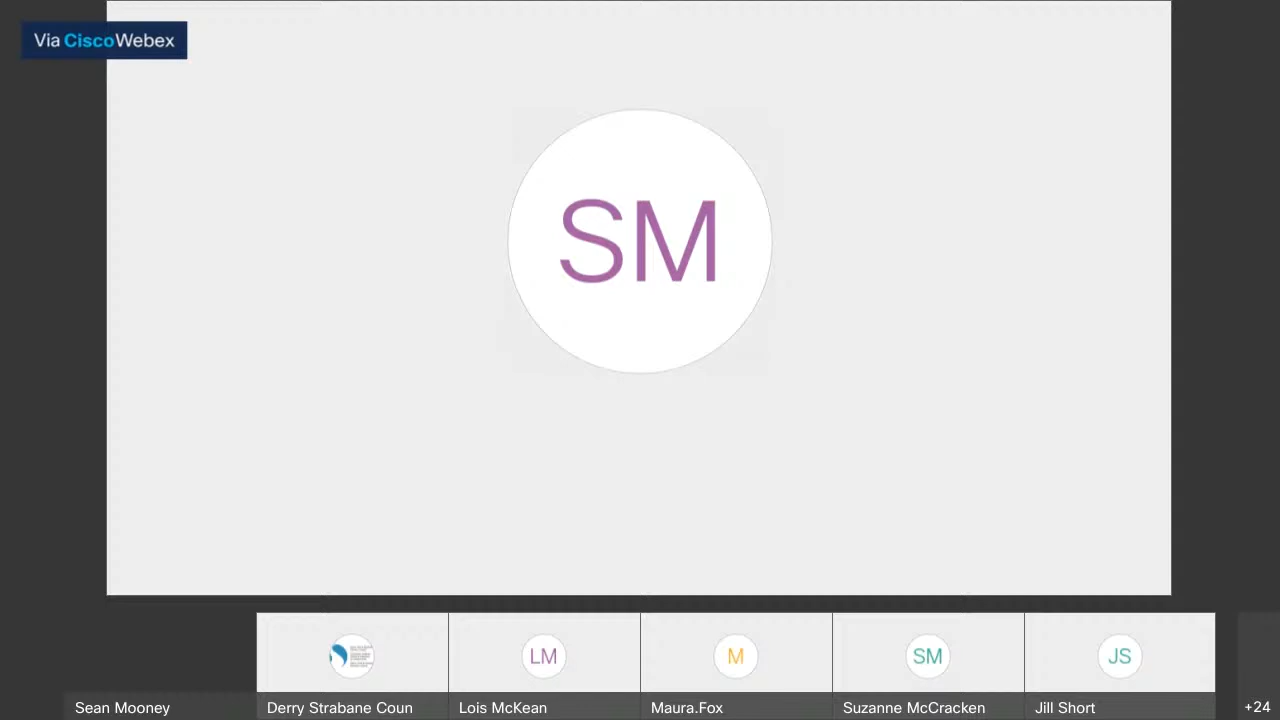 Via CiscoWebex
SM
LM
M
SM
JS
Sean Mooney
Derry Strabane Coun
Lois McKean
Maura.Fox
Suzanne McCracken
Jill Short
+24